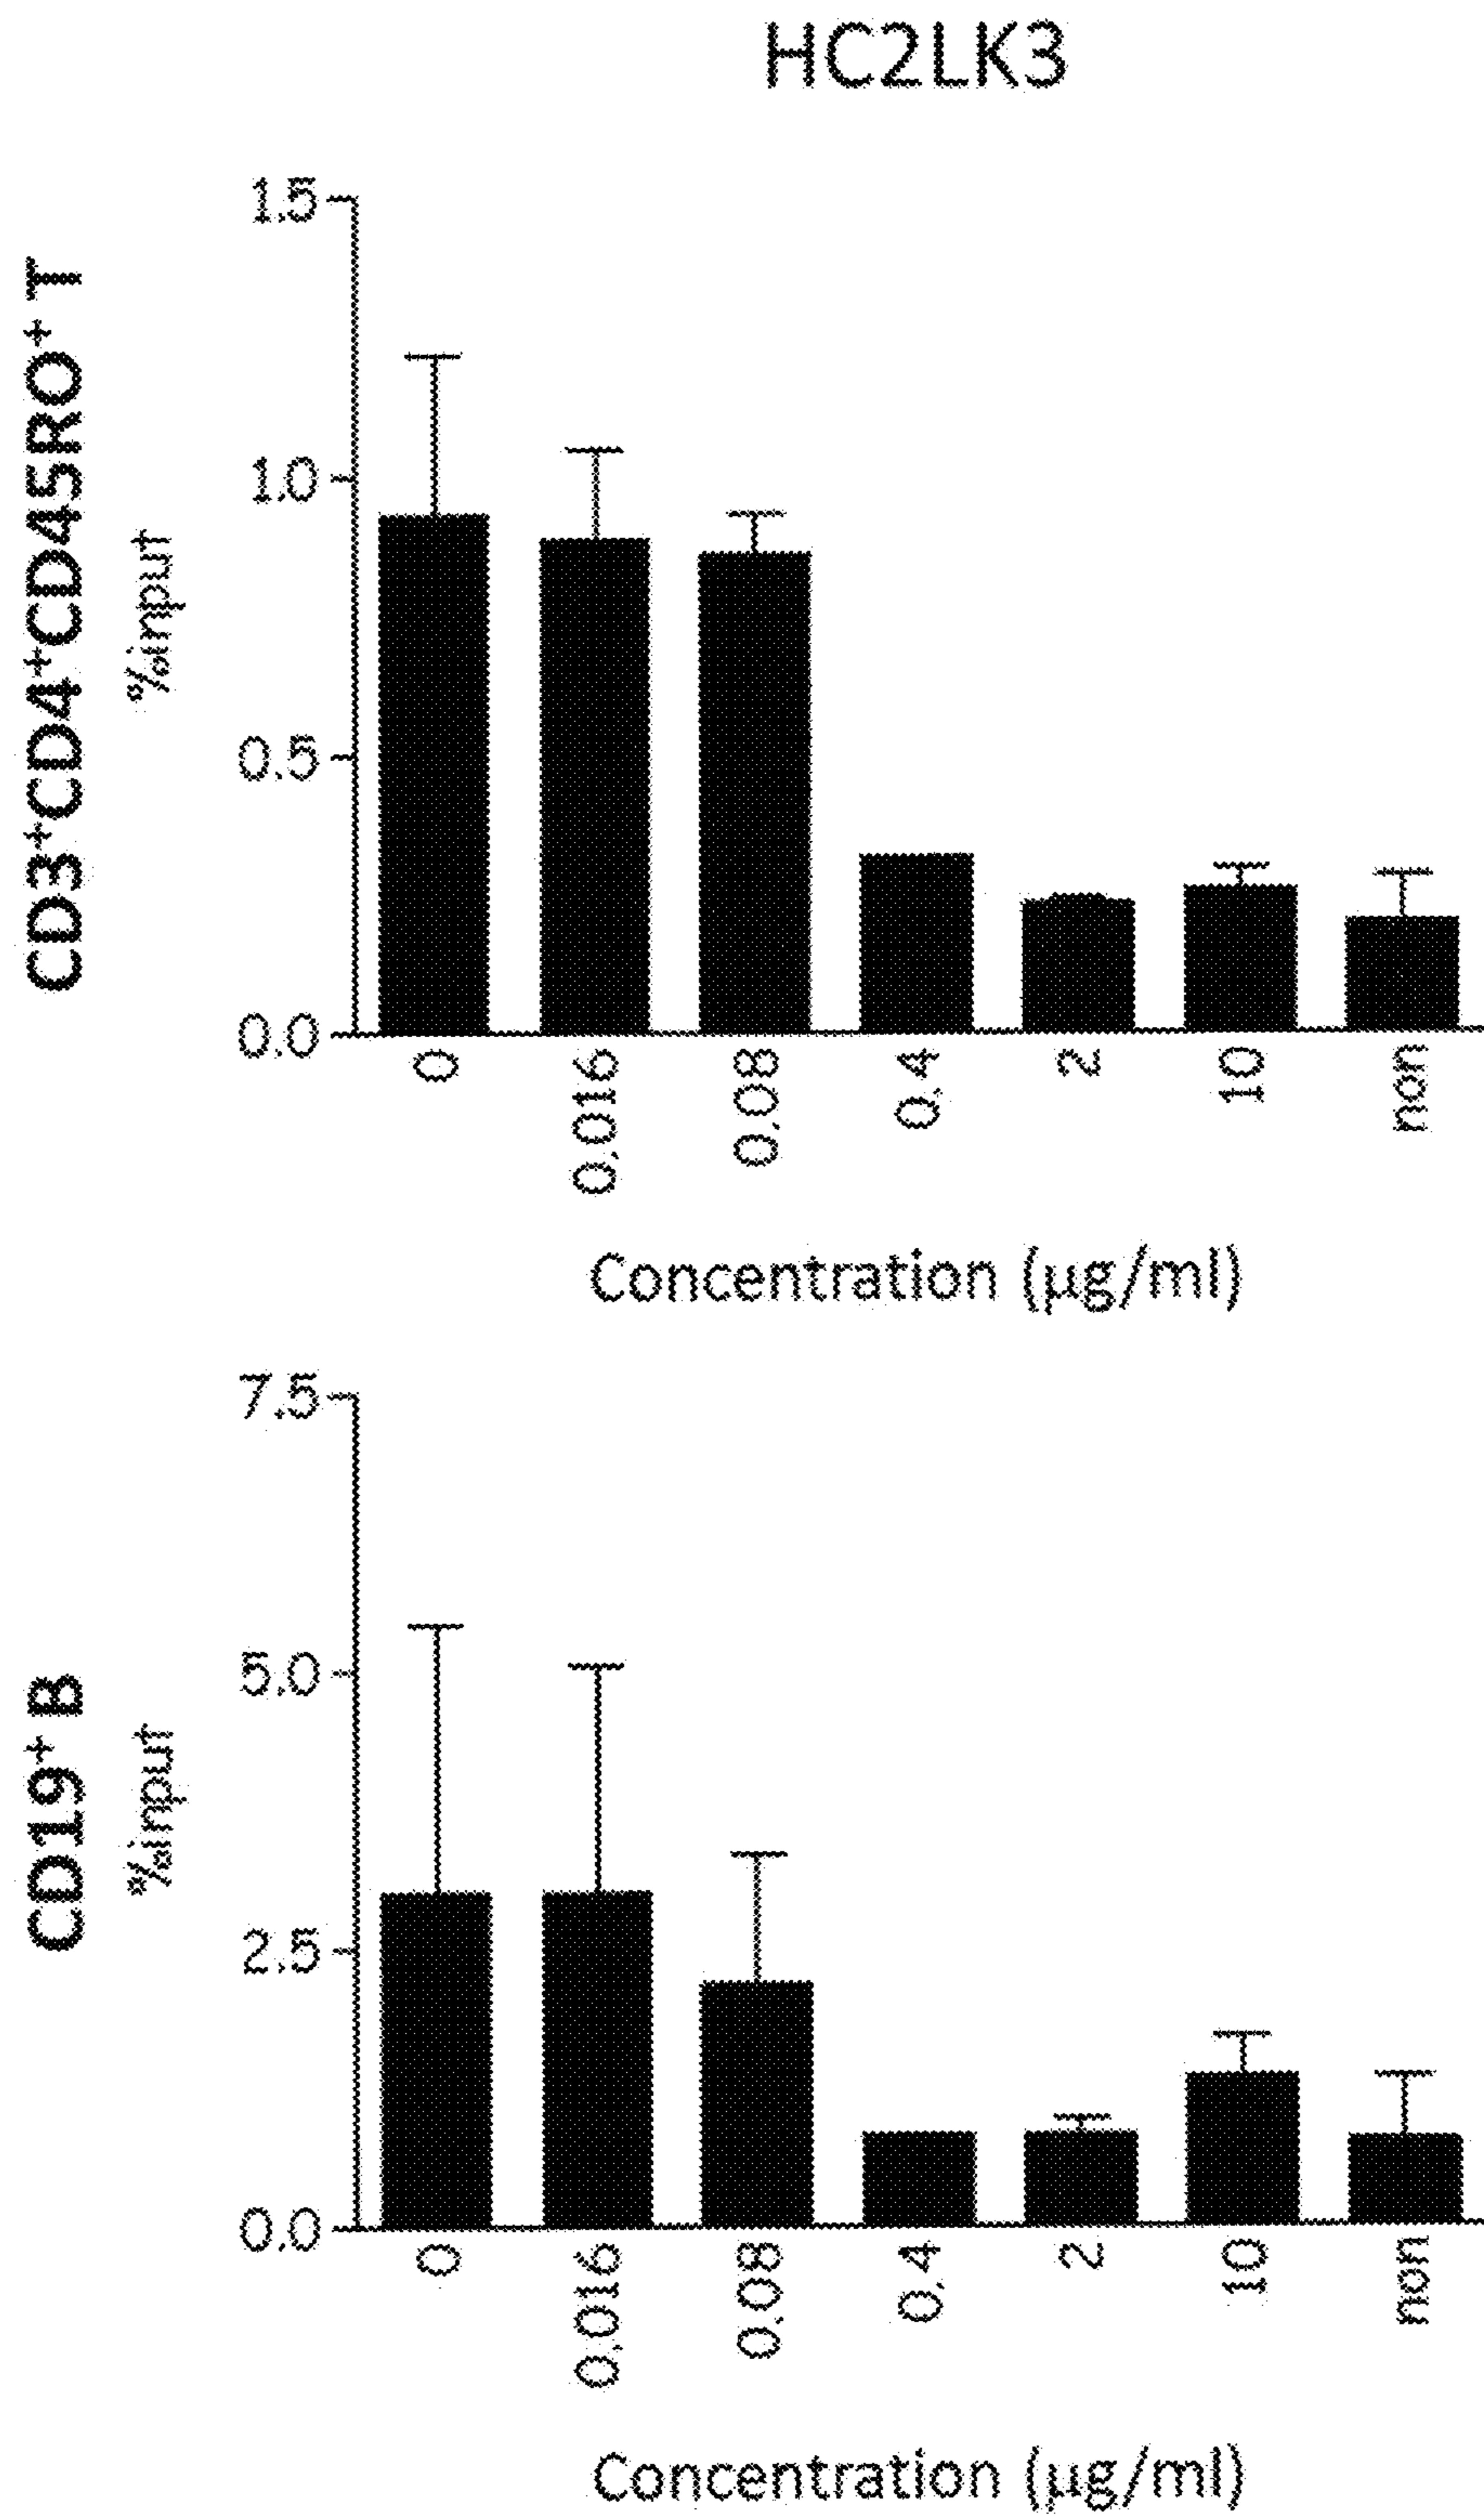 HC2LK3
CD3⁺CD4⁺CD45RO⁺ T
%input
1.5
1.0
0.5
0.0
0
0.016
0.08
0.4
2
10
non
Concentration (μg/ml)
CD19⁺ B
%input
7.5
5.0
2.5
0.0
0
0.016
0.08
0.4
2
10
non
Concentration (μg/ml)